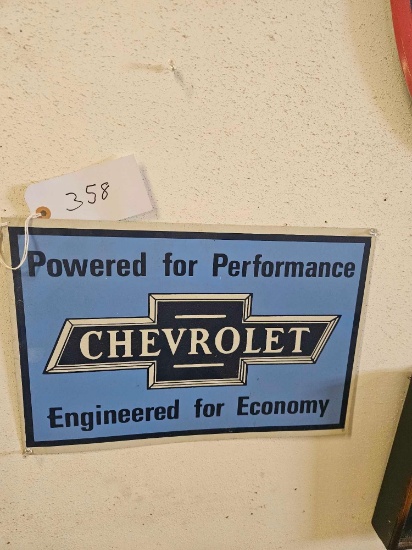 358
Powered for Performance
CHEVROLET
Engineered for Economy